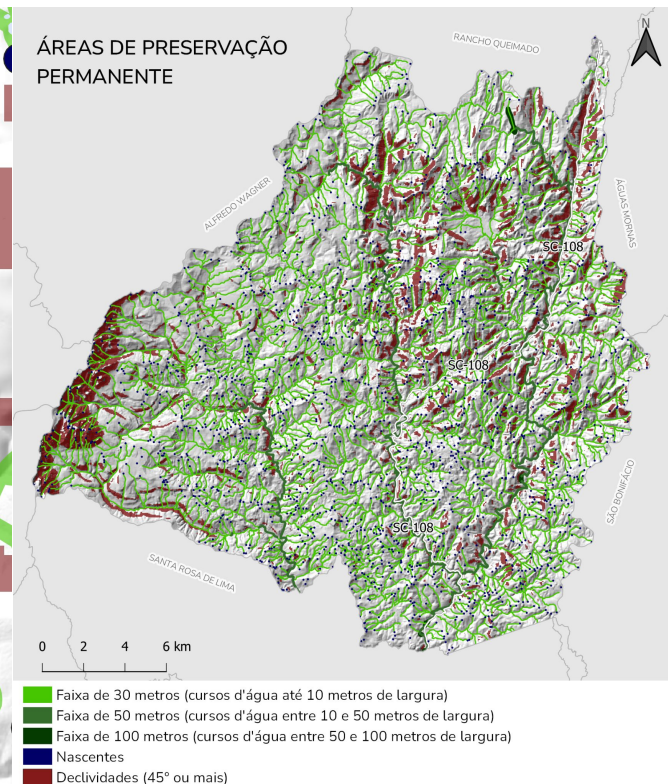 ÁREAS DE PRESERVAÇÃO
PERMANENTE
N
RANCHO QUEIMADO
ALFREDO WAGNER
ÁGUAS MORNAS
SC-108
SC-108
SÃO BONIFÁCIO
SC-108
SANTA ROSA DE LIMA
0 2 4 6 km
Faixa de 30 metros (cursos d'água até 10 metros de largura)
Faixa de 50 metros (cursos d'água entre 10 e 50 metros de largura)
Faixa de 100 metros (cursos d'água entre 50 e 100 metros de largura)
Nascentes
Declividades (45° ou mais)